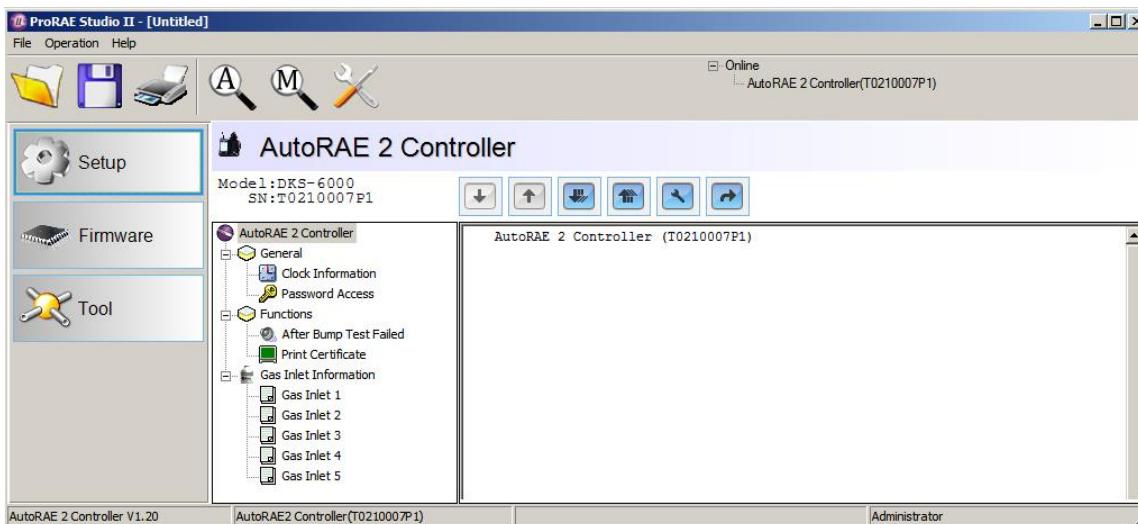 ProRAE Studio II - [Untitled]
File Operation Help
A M
Online
AutoRAE 2 Controller(T0210007P1)
Setup
Firmware
Tool
AutoRAE 2 Controller
Model:DKS-6000
SN:T0210007P1
AutoRAE 2 Controller
General
Clock Information
Password Access
Functions
After Bump Test Failed
Print Certificate
Gas Inlet Information
Gas Inlet 1
Gas Inlet 2
Gas Inlet 3
Gas Inlet 4
Gas Inlet 5
AutoRAE 2 Controller (T0210007P1)
AutoRAE 2 Controller V1.20 AutoRAE2 Controller(T0210007P1) Administrator